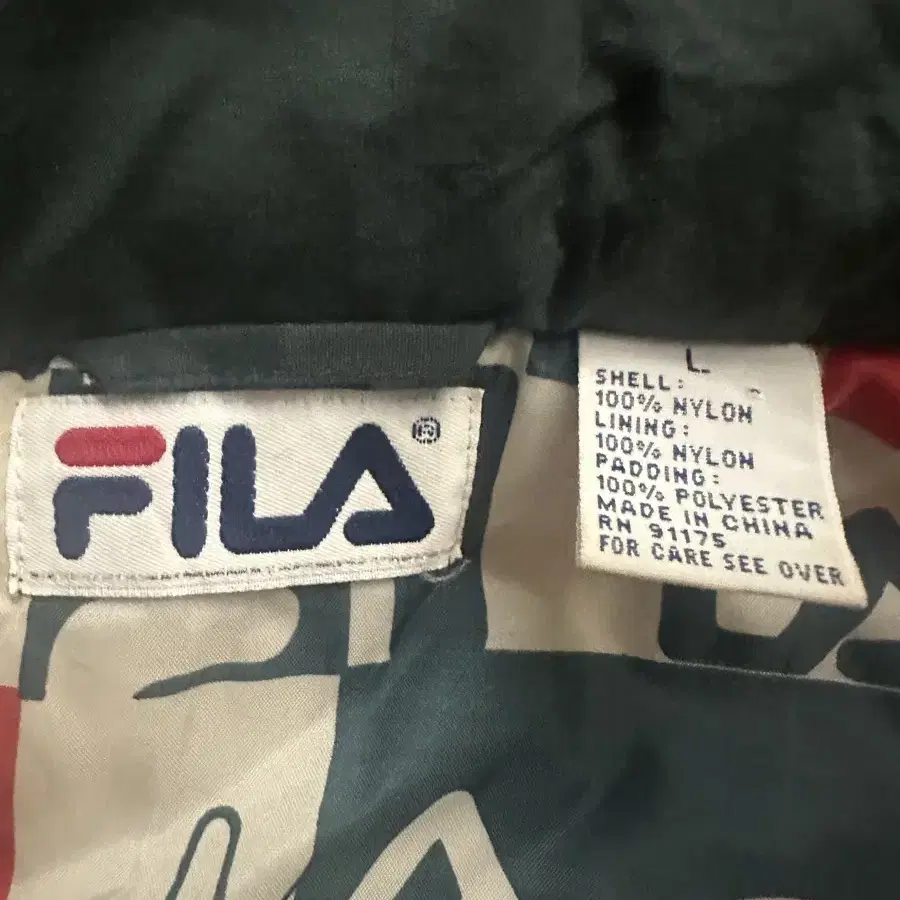 FILA®
L
SHELL:
100% NYLON
LINING:
100% NYLON
PADDING:
100% POLYESTER
MADE IN CHINA
RN 91175
FOR CARE SEE OVER